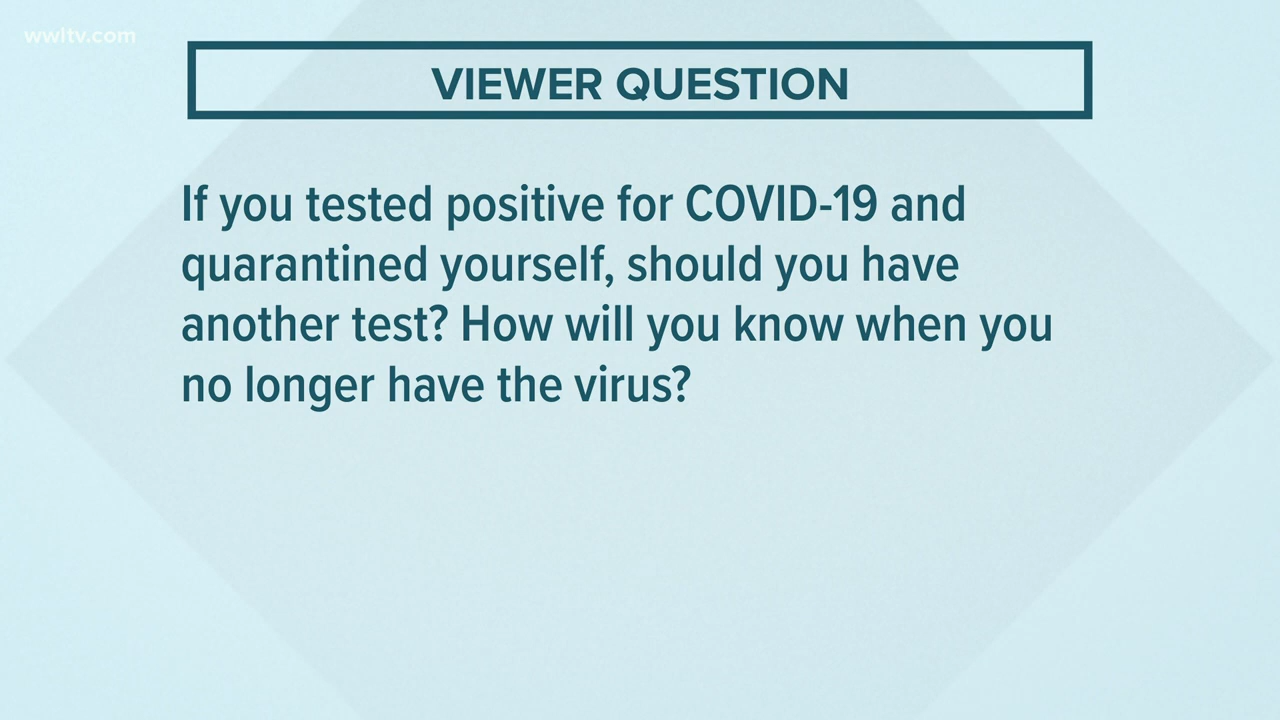 wwltv.com
VIEWER QUESTION
If you tested positive for COVID-19 and
quarantined yourself, should you have
another test? How will you know when you
no longer have the virus?